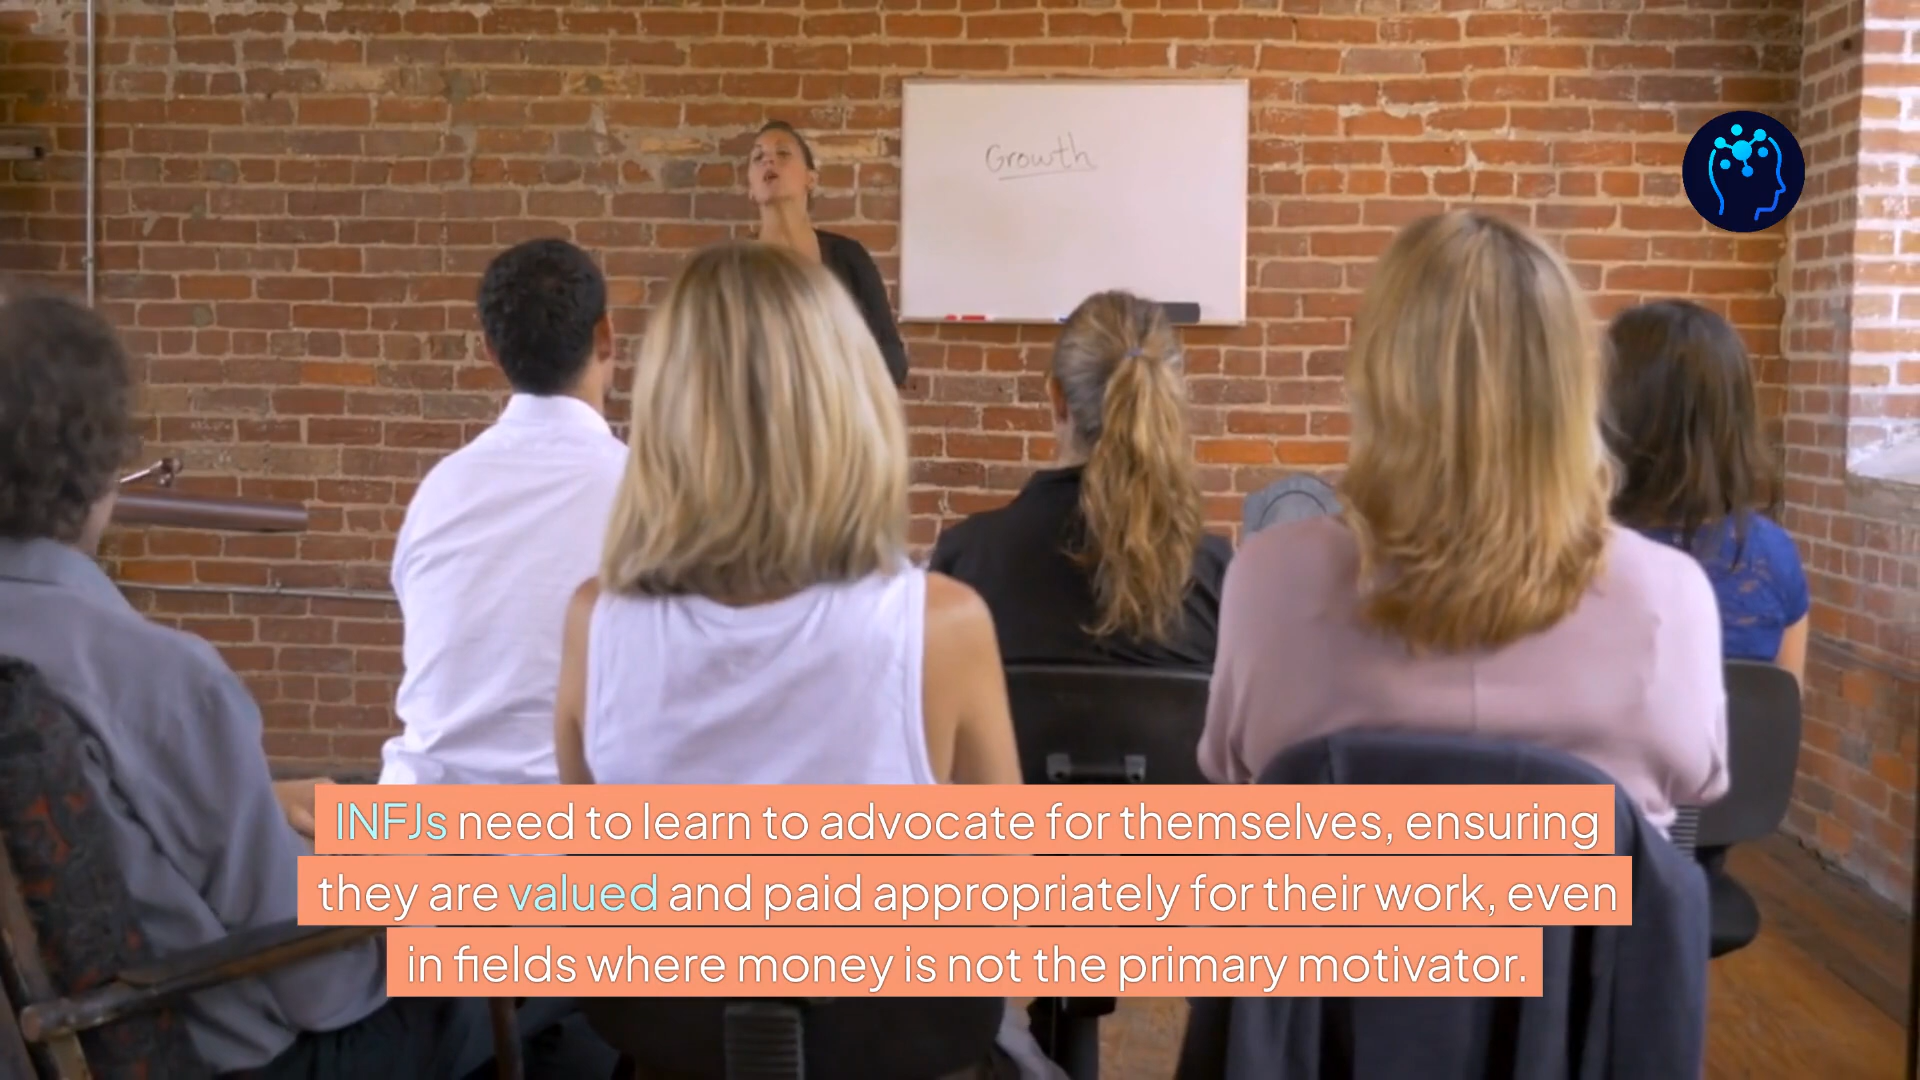 Growth
INFJs need to learn to advocate for themselves, ensuring
they are valued and paid appropriately for their work, even
in fields where money is not the primary motivator.